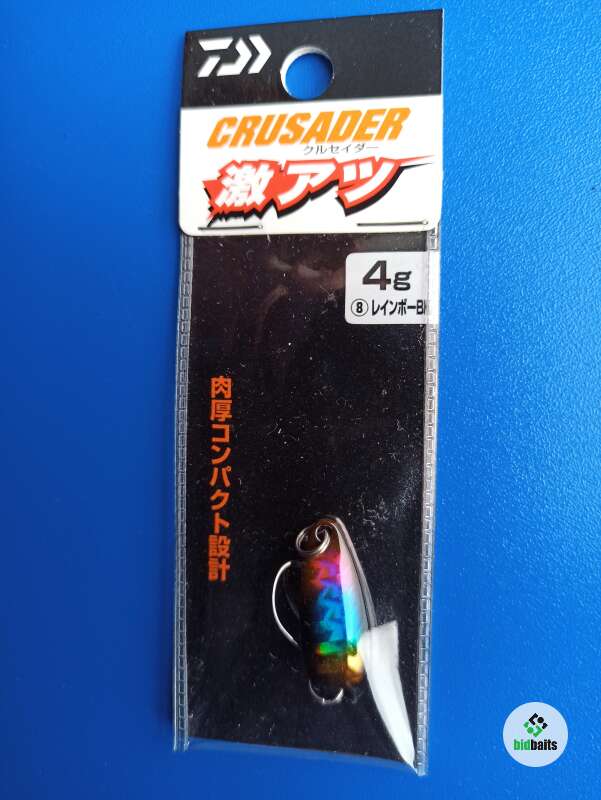 CRUSADER
クルセイダー
激アツ
4g
⑧ レインボーBK
肉厚コンパクト設計
bidbaits